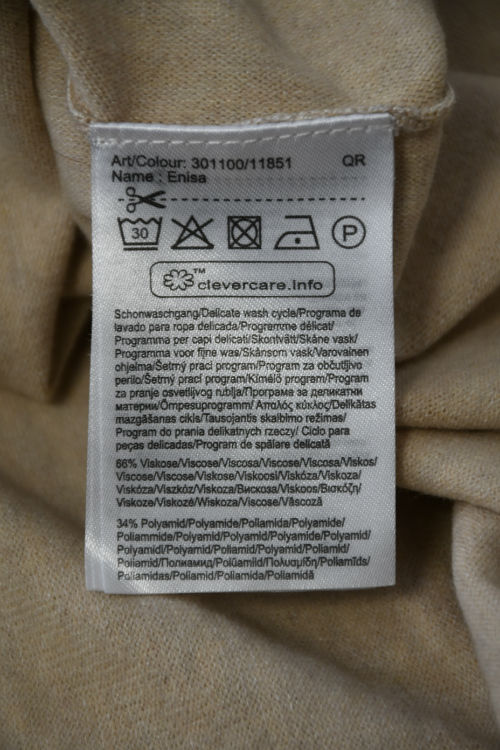 Art/Colour: 301100/11851 QR
Name : Enisa
30 P
™ clevercare.info
Schonwaschgang/Delicate wash cycle/Programa de
lavado para ropa delicada/Programme délicat/
Programma per capi delicati/Skontvätt/Skåne vask/
Programma voor fijne was/Skånsom vask/Varovainen
ohjelma/Šetrný prací program/Program za občutljivo
perilo/Šetrný prací program/Kímélő program/Program
za pranje osvetljivog rublja/Програма за деликатни
материи/Õmpesuprogramm/ Απαλός κύκλος/Delikātas
mazgāšanas cikls/Tausojantis skalbimo režimas/
Program do prania delikatnych rzeczy/ Ciclo para
peças delicadas/Program de spălare delicată
66% Viskose/Viscose/Viscosa/Viscose/Viscosa/Viskos/
Viscose/Viscose/Viskose/Viskoosi/Viskóza/Viskoza/
Viskóza/Viszkóz/Viskoza/Вискоза/Viskoos/Βισκόζη/
Viskoze/Viskozė/Wiskoza/Viscose/Vâscoză
34% Polyamid/Polyamide/Poliamida/Polyamide/
Poliammide/Polyamid/Polyamid/Polyamide/Polyamid/
Polyamidi/Polyamid/Poliamid/Polyamid/Poliamid/
Poliamid/Полиамид/Polüamiid/Πολυαμίδη/Poliamīds/
Poliamidas/Poliamid/Poliamida/Poliamidă